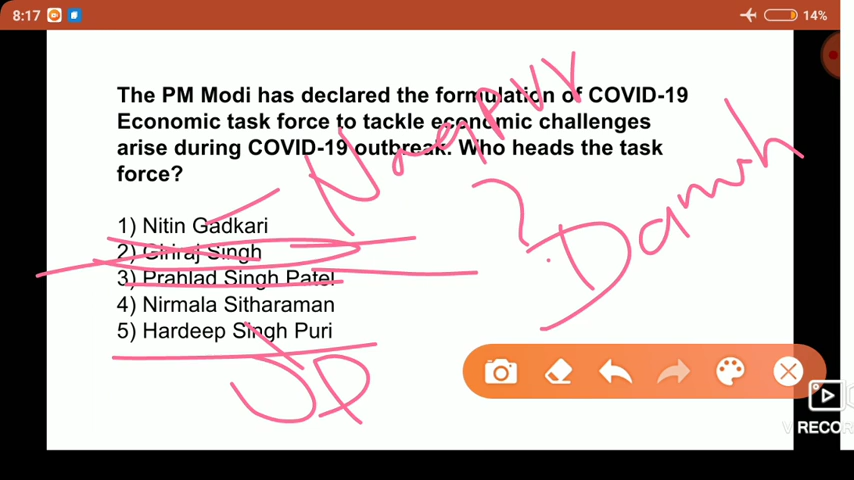 8:17
14%
The PM Modi has declared the formulation of COVID-19
Economic task force to tackle economic challenges
arise during COVID-19 outbreak. Who heads the task
force?
Nagpur
1) Nitin Gadkari
2) Giriraj Singh
3) Prahlad Singh Patel
4) Nirmala Sitharaman
5) Hardeep Singh Puri
?
Damoh
UP
RECO